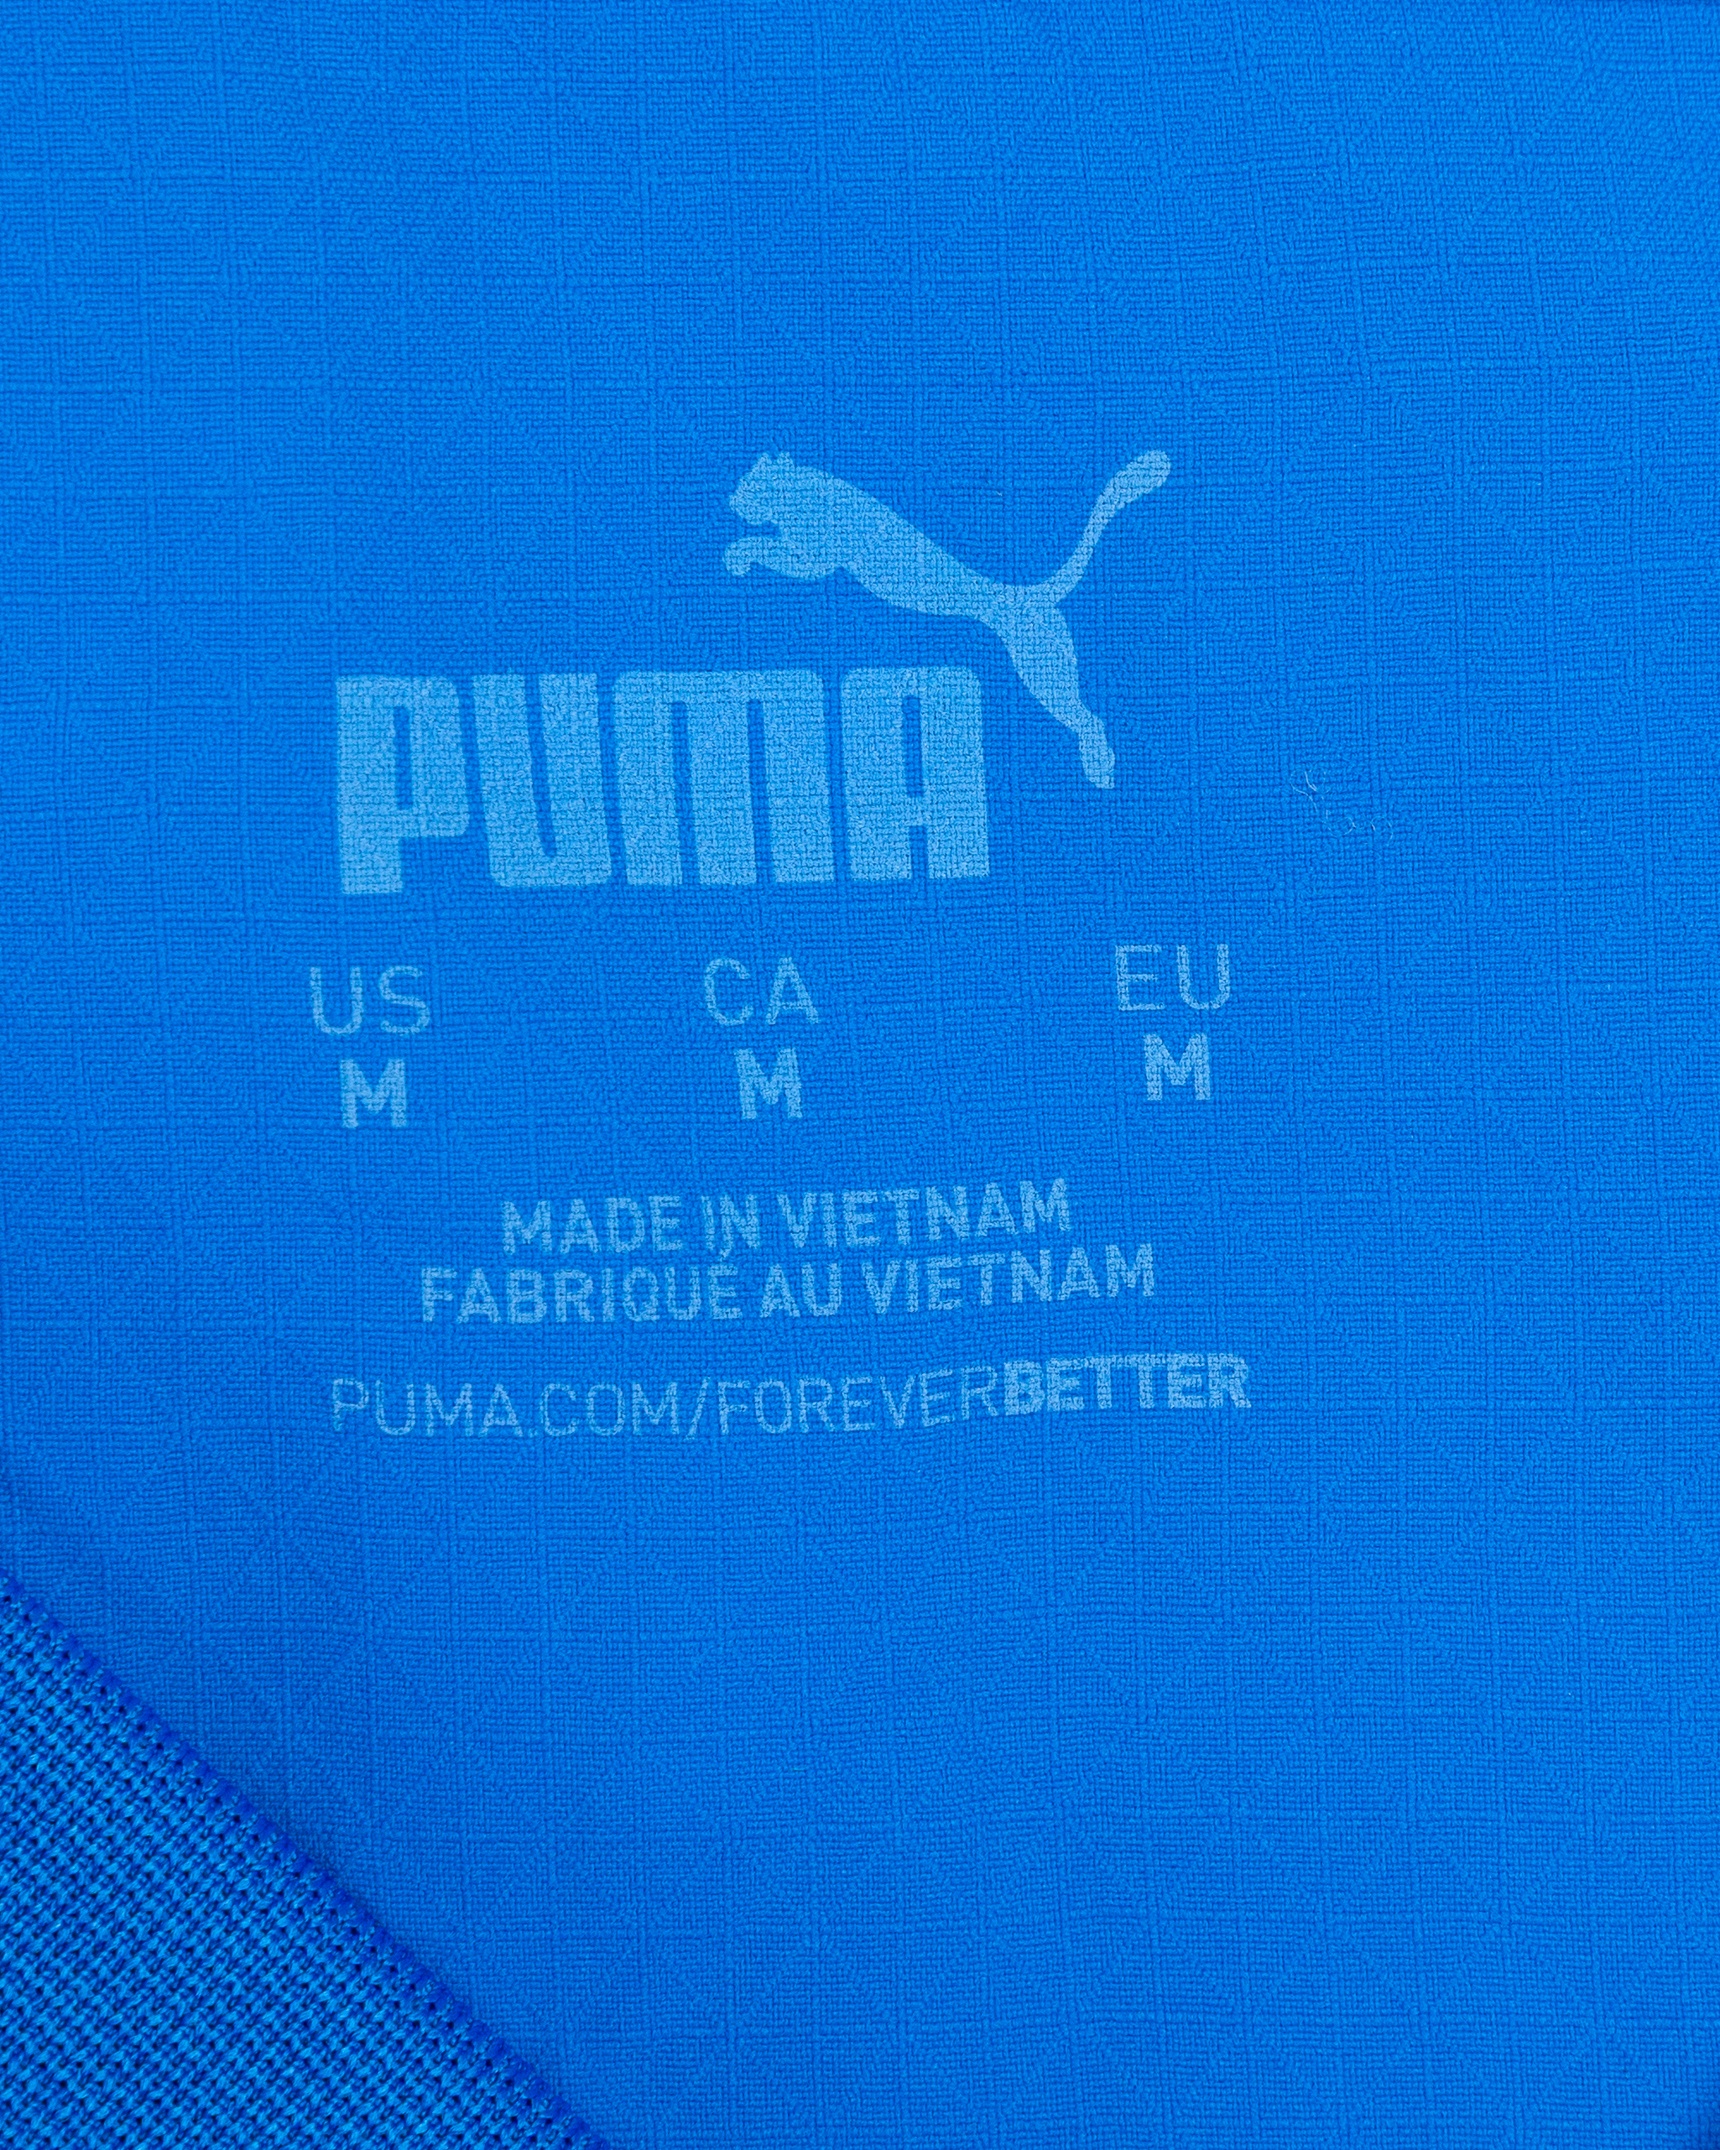 PUMA
US CA EU
M M M
MADE IN VIETNAM
FABRIQUÉ AU VIETNAM
PUMA.COM/FOREVERBETTER